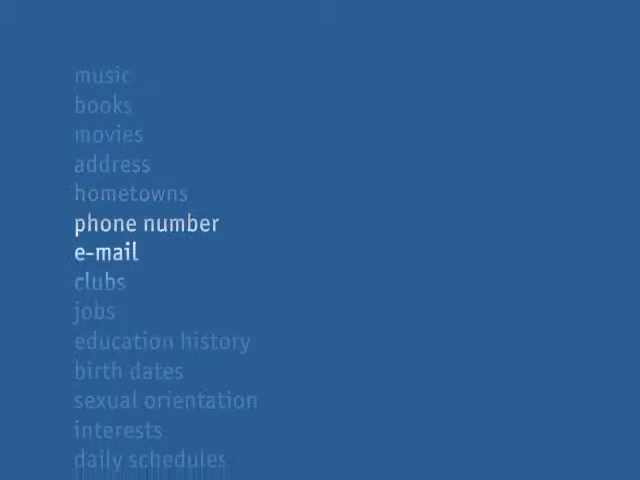 music
books
movies
address
hometowns
phone number
e-mail
clubs
jobs
education history
birth dates
sexual orientation
interests
daily schedules